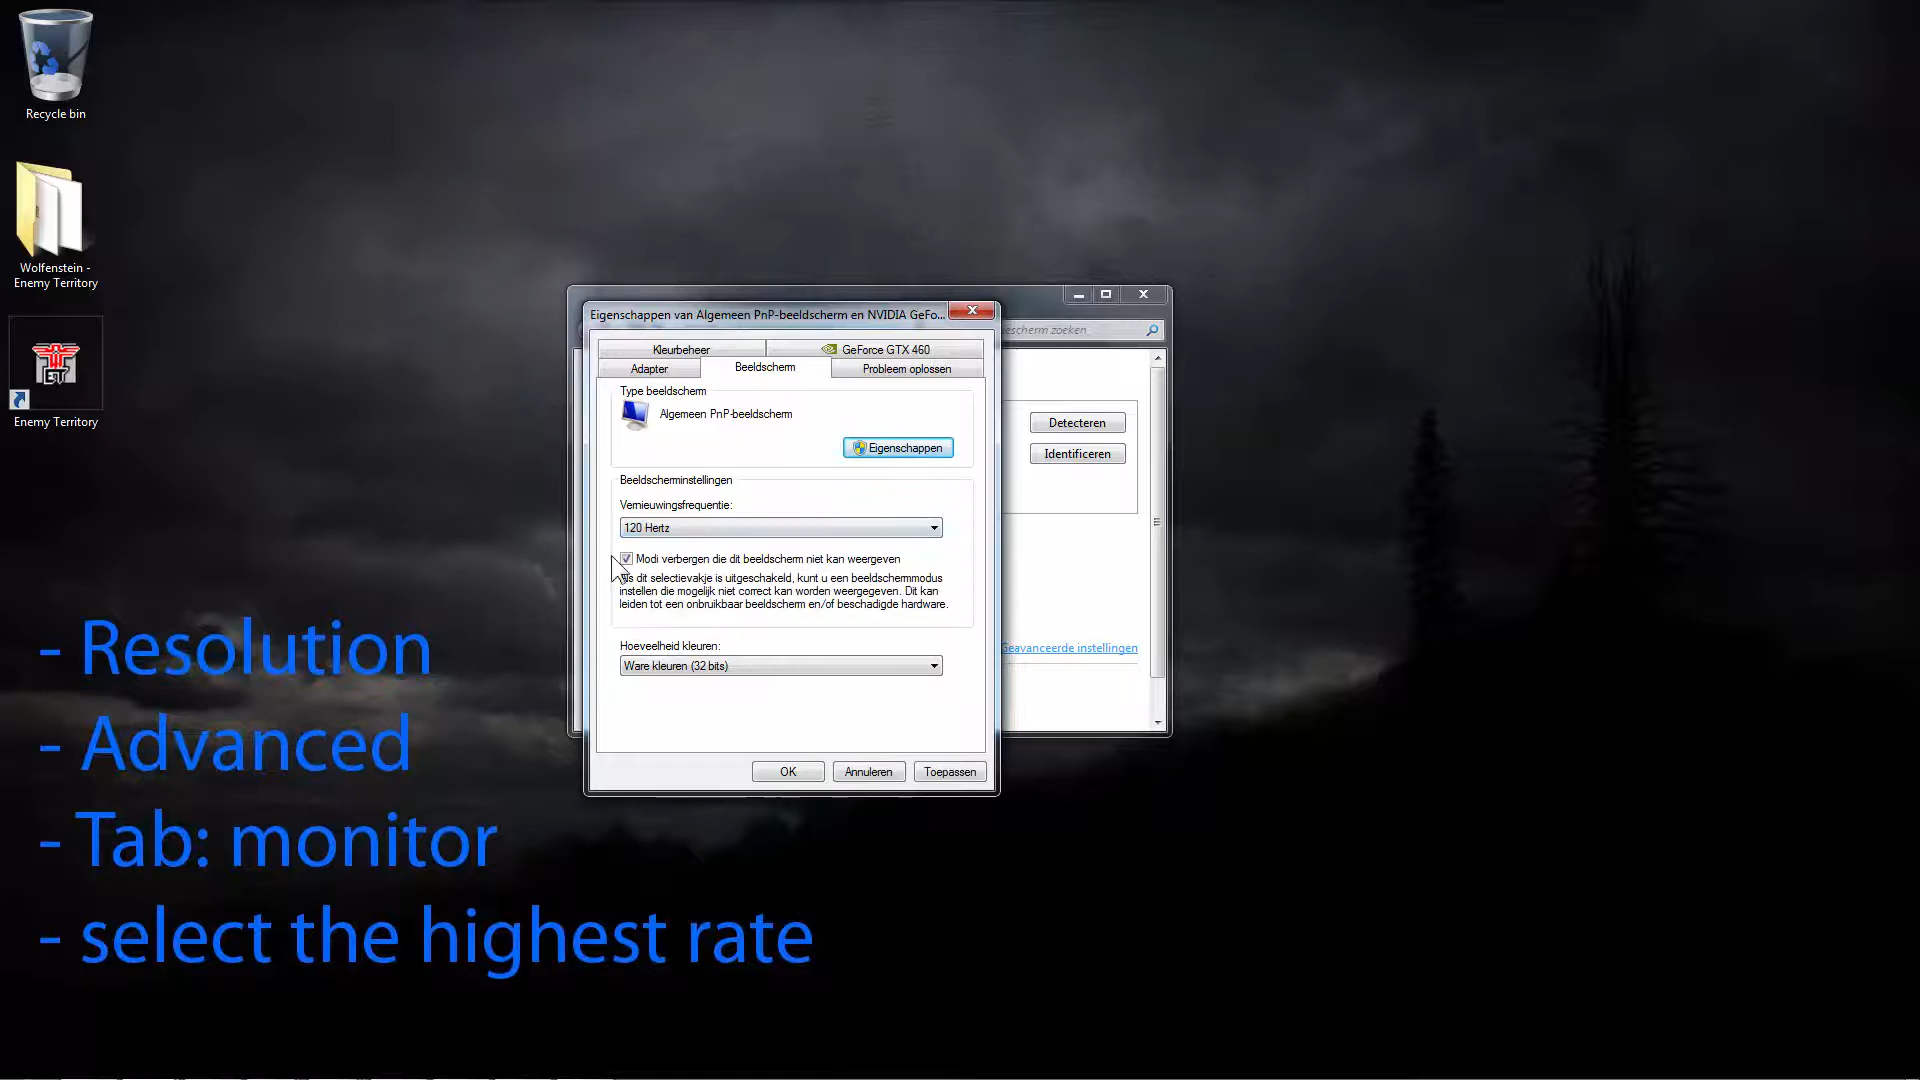 Recycle bin
Wolfenstein -
Enemy Territory
ET
Enemy Territory
Eigenschappen van Algemeen PnP-beeldscherm en NVIDIA GeFo...
escherm zoeken
Kleurbeheer
GeForce GTX 460
Adapter
Beeldscherm
Probleem oplossen
Type beeldscherm
Algemeen PnP-beeldscherm
Eigenschappen
Detecteren
Identificeren
Beeldscherminstellingen
Vernieuwingsfrequentie:
120 Hertz
Modi verbergen die dit beeldscherm niet kan weergeven
ls dit selectievakje is uitgeschakeld, kunt u een beeldschermmodus
instellen die mogelijk niet correct kan worden weergegeven. Dit kan
leiden tot een onbruikbaar beeldscherm en/of beschadigde hardware.
Hoeveelheid kleuren:
Ware kleuren (32 bits)
Geavanceerde instellingen
OK
Annuleren
Toepassen
- Resolution
- Advanced
- Tab: monitor
- select the highest rate